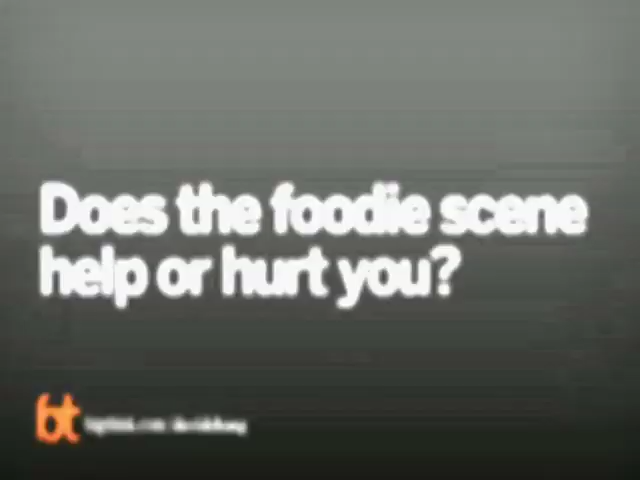 Does the foodie scene
help or hurt you?
bt